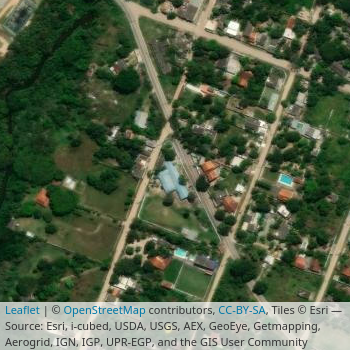 Leaflet | © OpenStreetMap contributors, CC-BY-SA, Tiles © Esri —
Source: Esri, i-cubed, USDA, USGS, AEX, GeoEye, Getmapping,
Aerogrid, IGN, IGP, UPR-EGP, and the GIS User Community